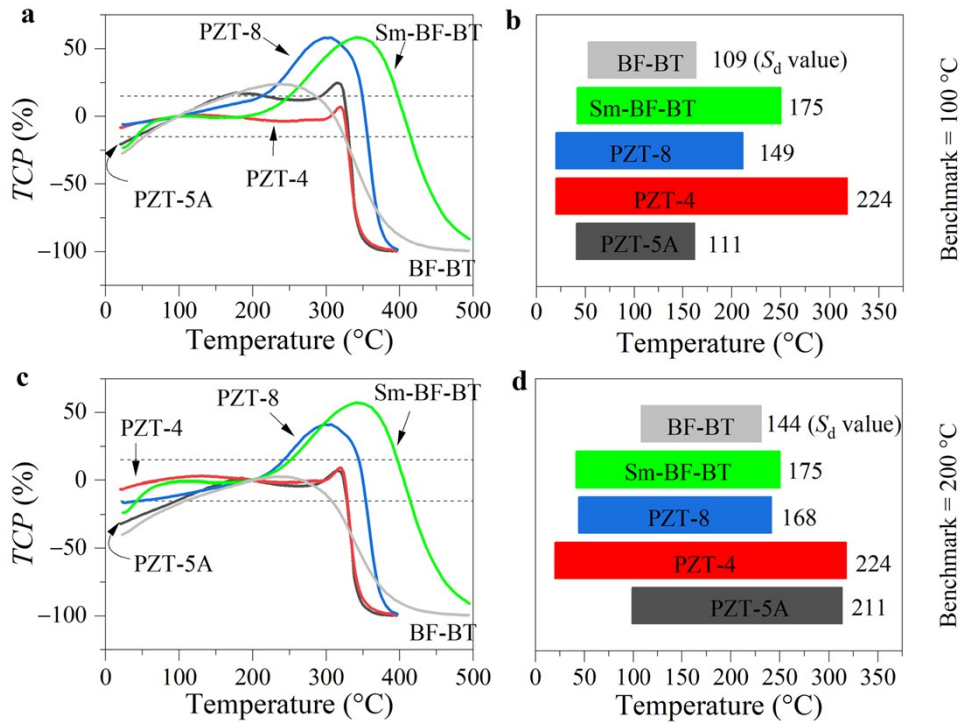 a
TCP (%)
50
0
−50
−100
PZT-8
Sm-BF-BT
PZT-5A
PZT-4
BF-BT
0 100 200 300 400 500
Temperature (°C)
b
BF-BT 109 (Sd value)
Sm-BF-BT 175
PZT-8 149
PZT-4 224
PZT-5A 111
0 50 100 150 200 250 300 350
Temperature (°C)
Benchmark = 100 °C
c
TCP (%)
50
0
−50
−100
PZT-8
Sm-BF-BT
PZT-4
PZT-5A
BF-BT
0 100 200 300 400 500
Temperature (°C)
d
BF-BT 144 (Sd value)
Sm-BF-BT 175
PZT-8 168
PZT-4 224
PZT-5A 211
0 50 100 150 200 250 300 350
Temperature (°C)
Benchmark = 200 °C